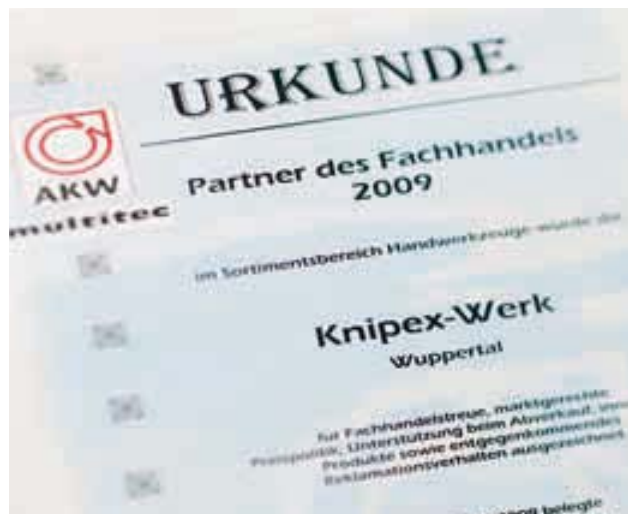 URKUNDE
AKW
multitec
Partner des Fachhandels
2009
im Sortimentsbereich Handwerkzeuge wurde die
Knipex-Werk
Wuppertal
für Fachhandelstreue, marktgerechte
Preispolitik, Unterstützung beim Abverkauf,
Produkte sowie entgegenkommendes
Reklamationsverhalten ausgezeichnet
belegte